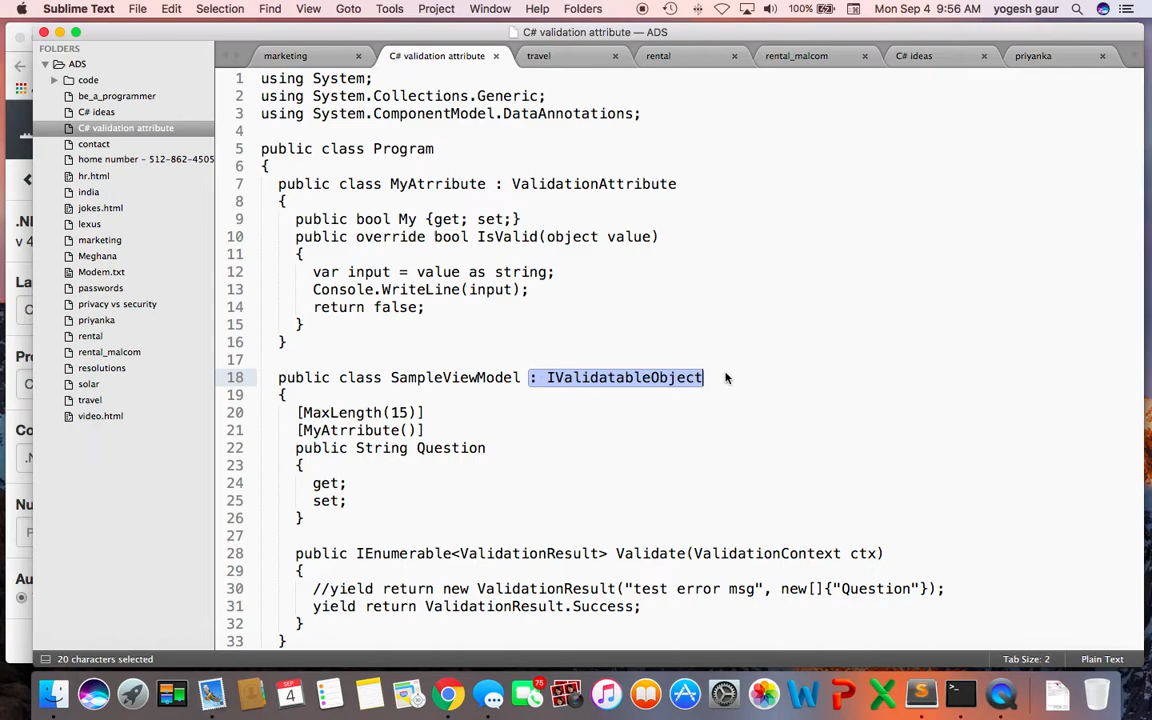 Sublime Text File Edit Selection Find View Goto Tools Project Window Help Folders 100% Mon Sep 4 9:56 AM yogesh gaur
C# validation attribute — ADS
FOLDERS
ADS
code
be_a_programmer
C# ideas
C# validation attribute
contact
home number - 512-862-4505
hr.html
india
jokes.html
lexus
marketing
Meghana
Modem.txt
passwords
privacy vs security
priyanka
rental
rental_malcom
resolutions
solar
travel
video.html
marketing C# validation attribute travel rental rental_malcom C# ideas priyanka
1 using System;
2 using System.Collections.Generic;
3 using System.ComponentModel.DataAnnotations;
4
5 public class Program
6 {
7 public class MyAtrribute : ValidationAttribute
8 {
9 public bool My {get; set;}
10 public override bool IsValid(object value)
11 {
12 var input = value as string;
13 Console.WriteLine(input);
14 return false;
15 }
16 }
17
18 public class SampleViewModel : IValidatableObject
19 {
20 [MaxLength(15)]
21 [MyAtrribute()]
22 public String Question
23 {
24 get;
25 set;
26 }
27
28 public IEnumerable<ValidationResult> Validate(ValidationContext ctx)
29 {
30 //yield return new ValidationResult("test error msg", new[]{"Question"});
31 yield return ValidationResult.Success;
32 }
33 }
20 characters selected Tab Size: 2 Plain Text
.NI
v 4
La
C
Pr
C
Co
.N
Nu
P
Au
4
76